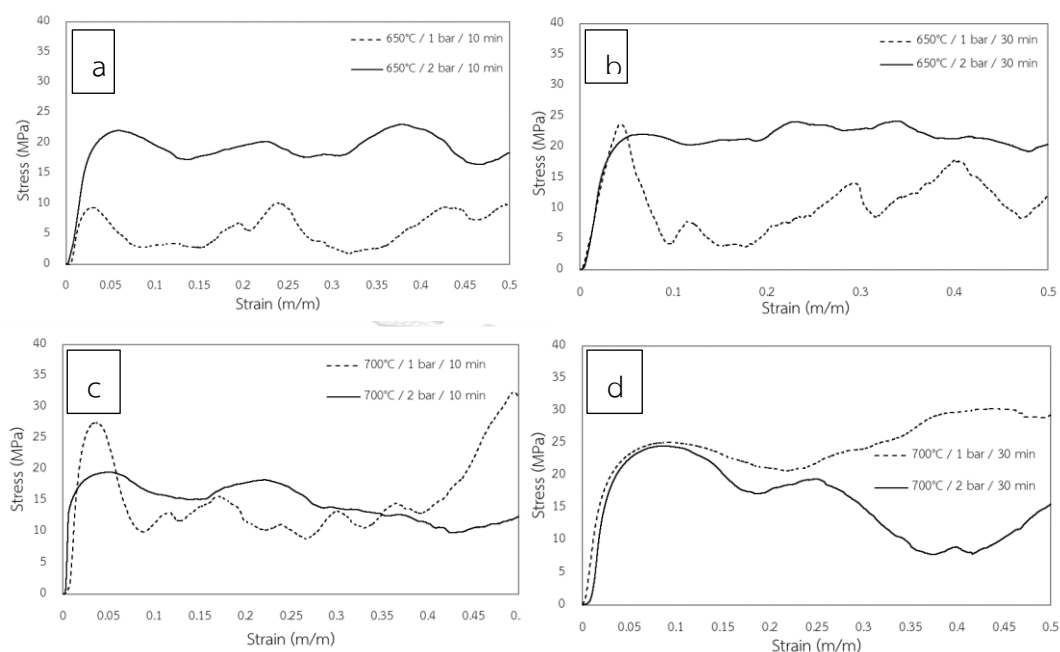 a
650°C / 1 bar / 10 min
650°C / 2 bar / 10 min
40
35
30
25
20
15
10
5
0
Stress (MPa)
0 0.05 0.1 0.15 0.2 0.25 0.3 0.35 0.4 0.45 0.5
Strain (m/m)
b
650°C / 1 bar / 30 min
650°C / 2 bar / 30 min
40
35
30
25
20
15
10
5
0
Stress (MPa)
0 0.1 0.2 0.3 0.4 0.5
Strain (m/m)
c
700°C / 1 bar / 10 min
700°C / 2 bar / 10 min
40
35
30
25
20
15
10
5
0
Stress (MPa)
0 0.05 0.1 0.15 0.2 0.25 0.3 0.35 0.4 0.45 0.
Strain (m/m)
d
700°C / 1 bar / 30 min
700°C / 2 bar / 30 min
40
35
30
25
20
15
10
5
0
Stress (MPa)
0 0.05 0.1 0.15 0.2 0.25 0.3 0.35 0.4 0.45 0.5
Strain (m/m)